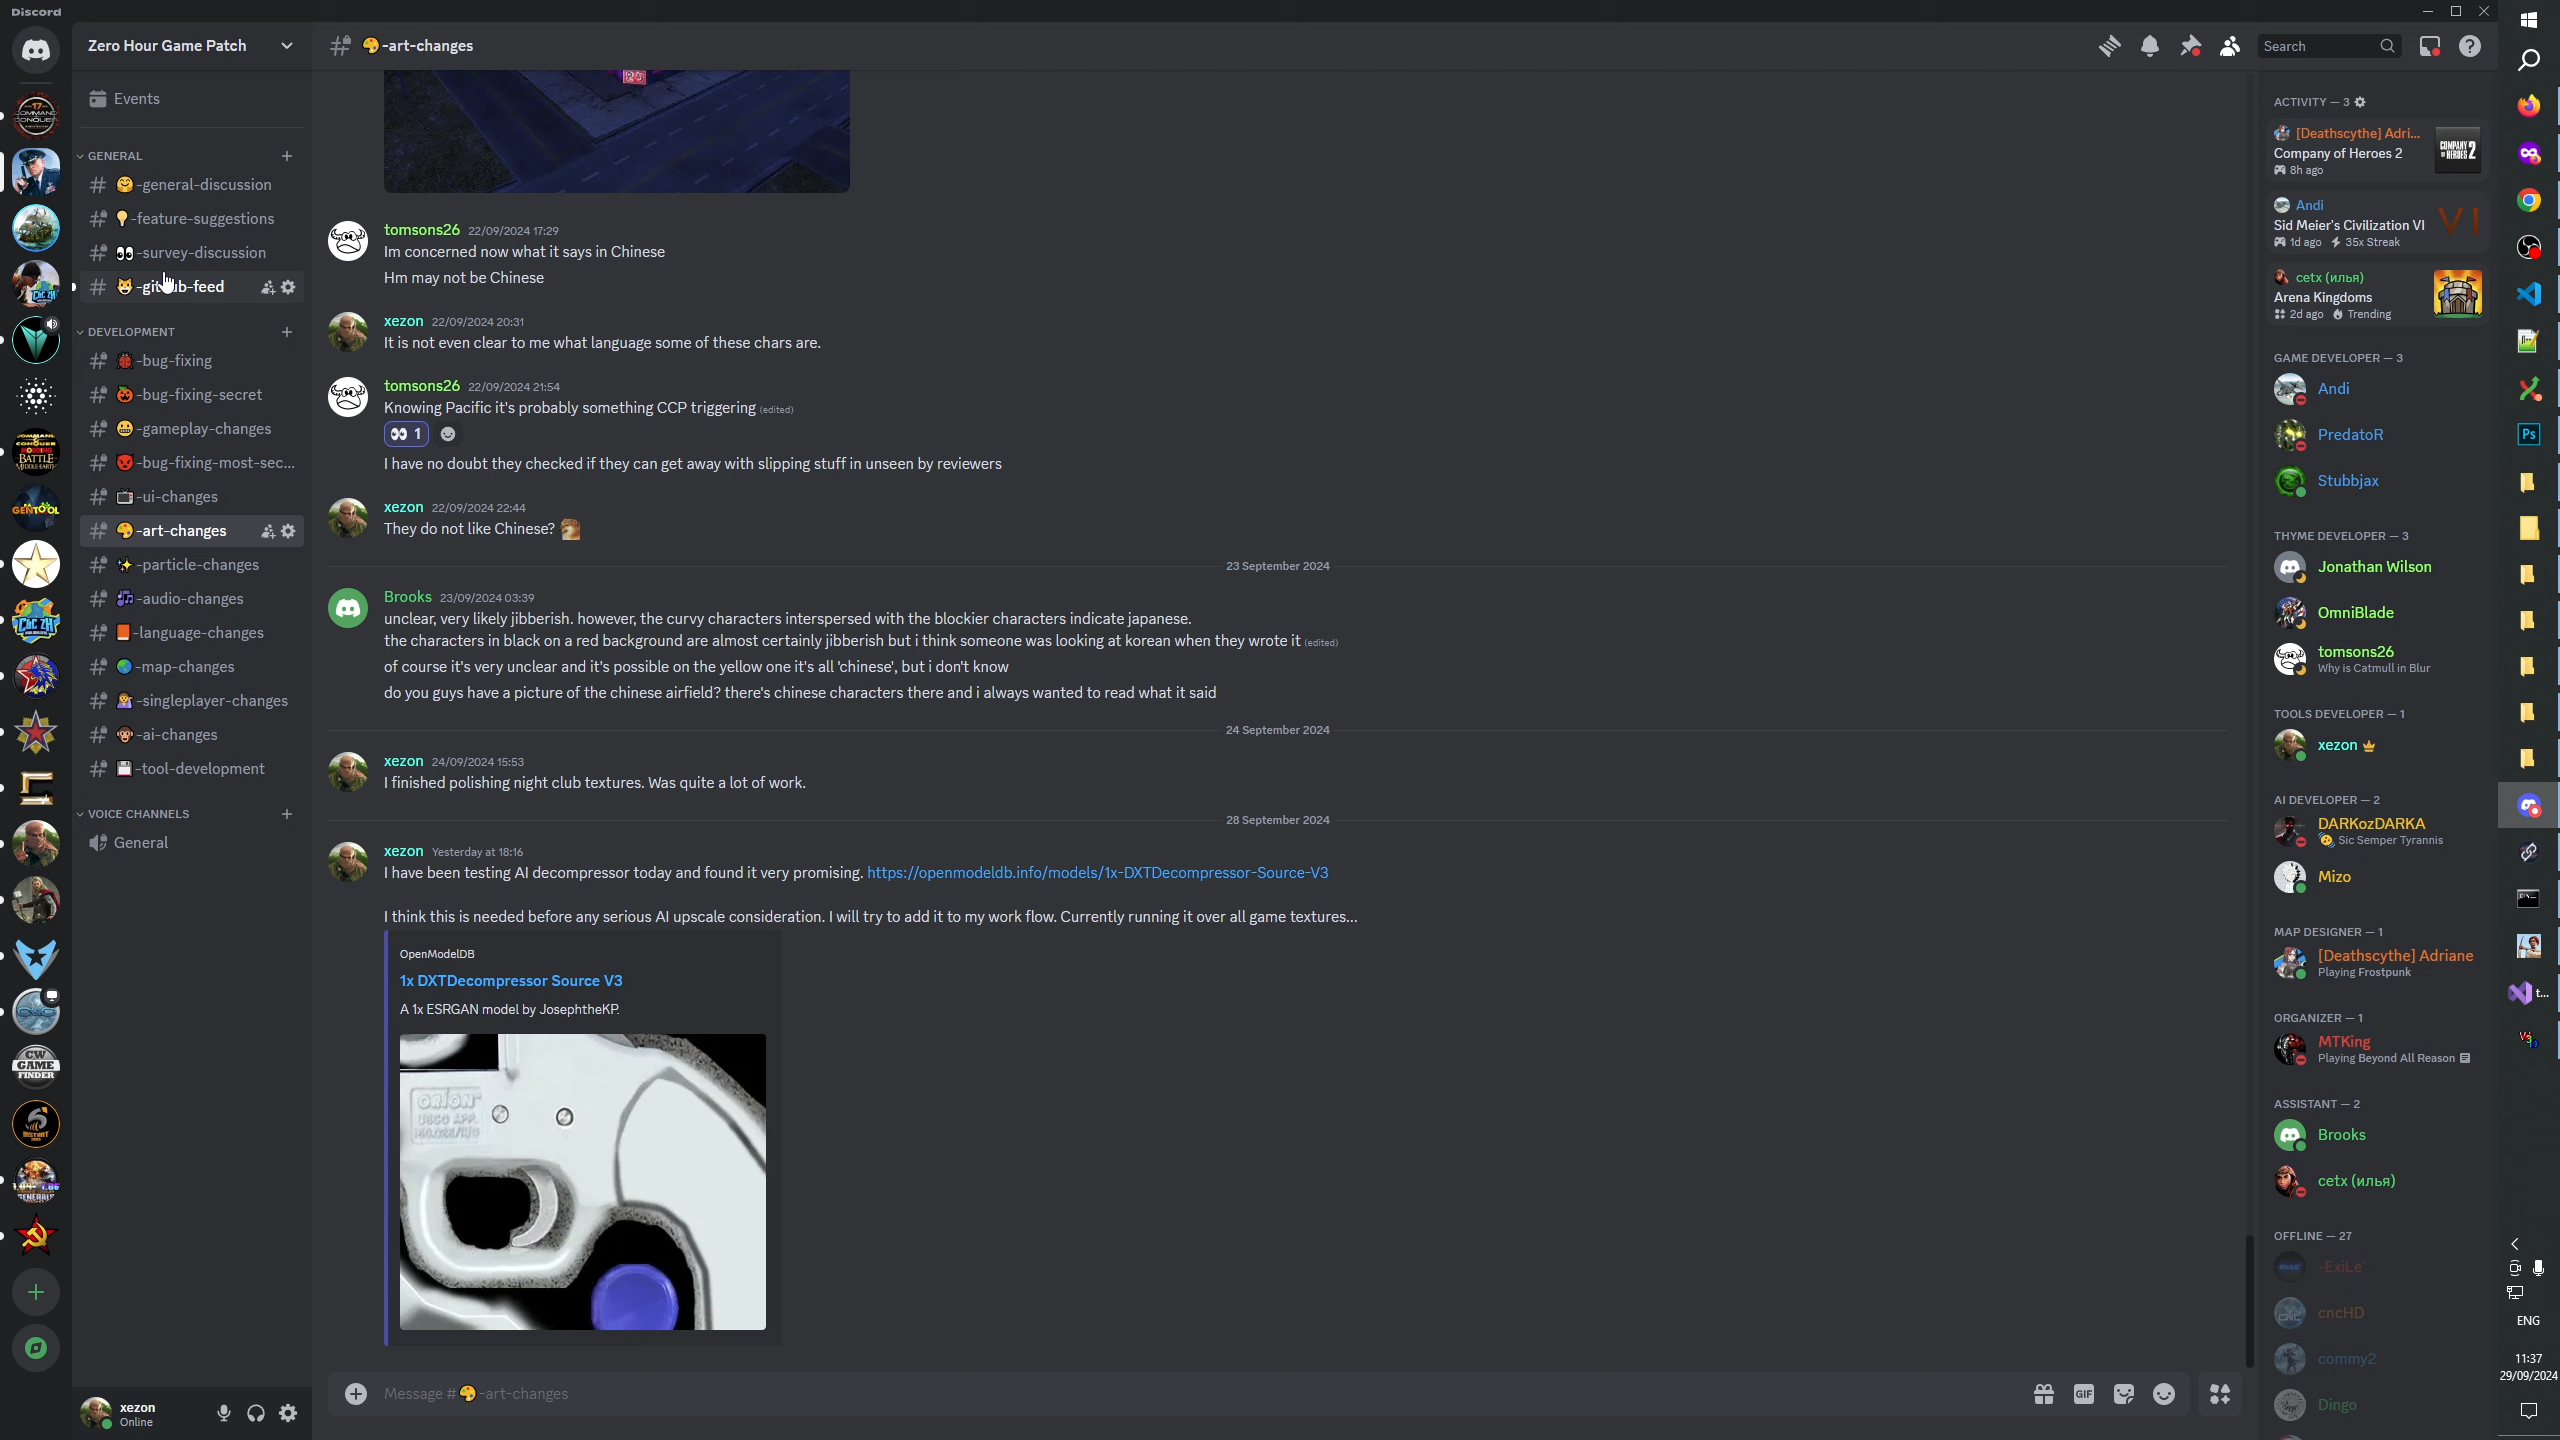 Discord
Zero Hour Game Patch
Events
GENERAL
-general-discussion
-feature-suggestions
-survey-discussion
-github-feed
DEVELOPMENT
-bug-fixing
-bug-fixing-secret
-gameplay-changes
-bug-fixing-most-sec...
-ui-changes
-art-changes
-particle-changes
-audio-changes
-language-changes
-map-changes
-singleplayer-changes
-ai-changes
-tool-development
VOICE CHANNELS
General
xezon
Online
-art-changes
Search
tomsons26 22/09/2024 17:29
Im concerned now what it says in Chinese
Hm may not be Chinese
xezon 22/09/2024 20:31
It is not even clear to me what language some of these chars are.
tomsons26 22/09/2024 21:54
Knowing Pacific it's probably something CCP triggering (edited)
1
I have no doubt they checked if they can get away with slipping stuff in unseen by reviewers
xezon 22/09/2024 22:44
They do not like Chinese?
23 September 2024
Brooks 23/09/2024 03:39
unclear, very likely jibberish. however, the curvy characters interspersed with the blockier characters indicate japanese.
the characters in black on a red background are almost certainly jibberish but i think someone was looking at korean when they wrote it (edited)
of course it's very unclear and it's possible on the yellow one it's all 'chinese', but i don't know
do you guys have a picture of the chinese airfield? there's chinese characters there and i always wanted to read what it said
24 September 2024
xezon 24/09/2024 15:53
I finished polishing night club textures. Was quite a lot of work.
28 September 2024
xezon Yesterday at 18:16
I have been testing AI decompressor today and found it very promising. https://openmodeldb.info/models/1x-DXTDecompressor-Source-V3
I think this is needed before any serious AI upscale consideration. I will try to add it to my work flow. Currently running it over all game textures...
OpenModelDB
1x DXTDecompressor Source V3
A 1x ESRGAN model by JosephtheKP.
ORION
Message # -art-changes
GIF
ACTIVITY — 3
[Deathscythe] Adri...
Company of Heroes 2
8h ago
COMPANY OF HEROES 2
Andi
Sid Meier's Civilization VI
1d ago 35x Streak
VI
cetx (илья)
Arena Kingdoms
2d ago Trending
GAME DEVELOPER — 3
Andi
PredatoR
Stubbjax
THYME DEVELOPER — 3
Jonathan Wilson
OmniBlade
tomsons26
Why is Catmull in Blur
TOOLS DEVELOPER — 1
xezon
AI DEVELOPER — 2
DARKozDARKA
Sic Semper Tyrannis
Mizo
MAP DESIGNER — 1
[Deathscythe] Adriane
Playing Frostpunk
ORGANIZER — 1
MTKing
Playing Beyond All Reason
ASSISTANT — 2
Brooks
cetx (илья)
OFFLINE — 27
-ExiLe
cncHD
commy2
Dingo
17
COMMAND CONQUER
BATTLE
GENTOOL
C&C ZH
C&C
CW
GAME
FINDER
GENERALS
Ps
t...
ENG
11:37
29/09/2024